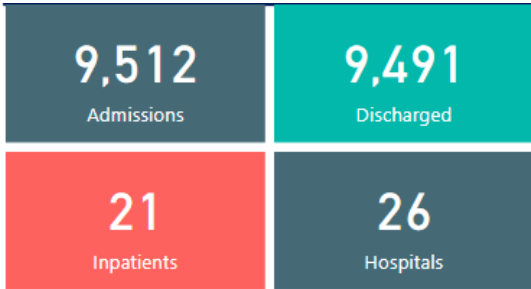 9,512
Admissions
9,491
Discharged
21
Inpatients
26
Hospitals